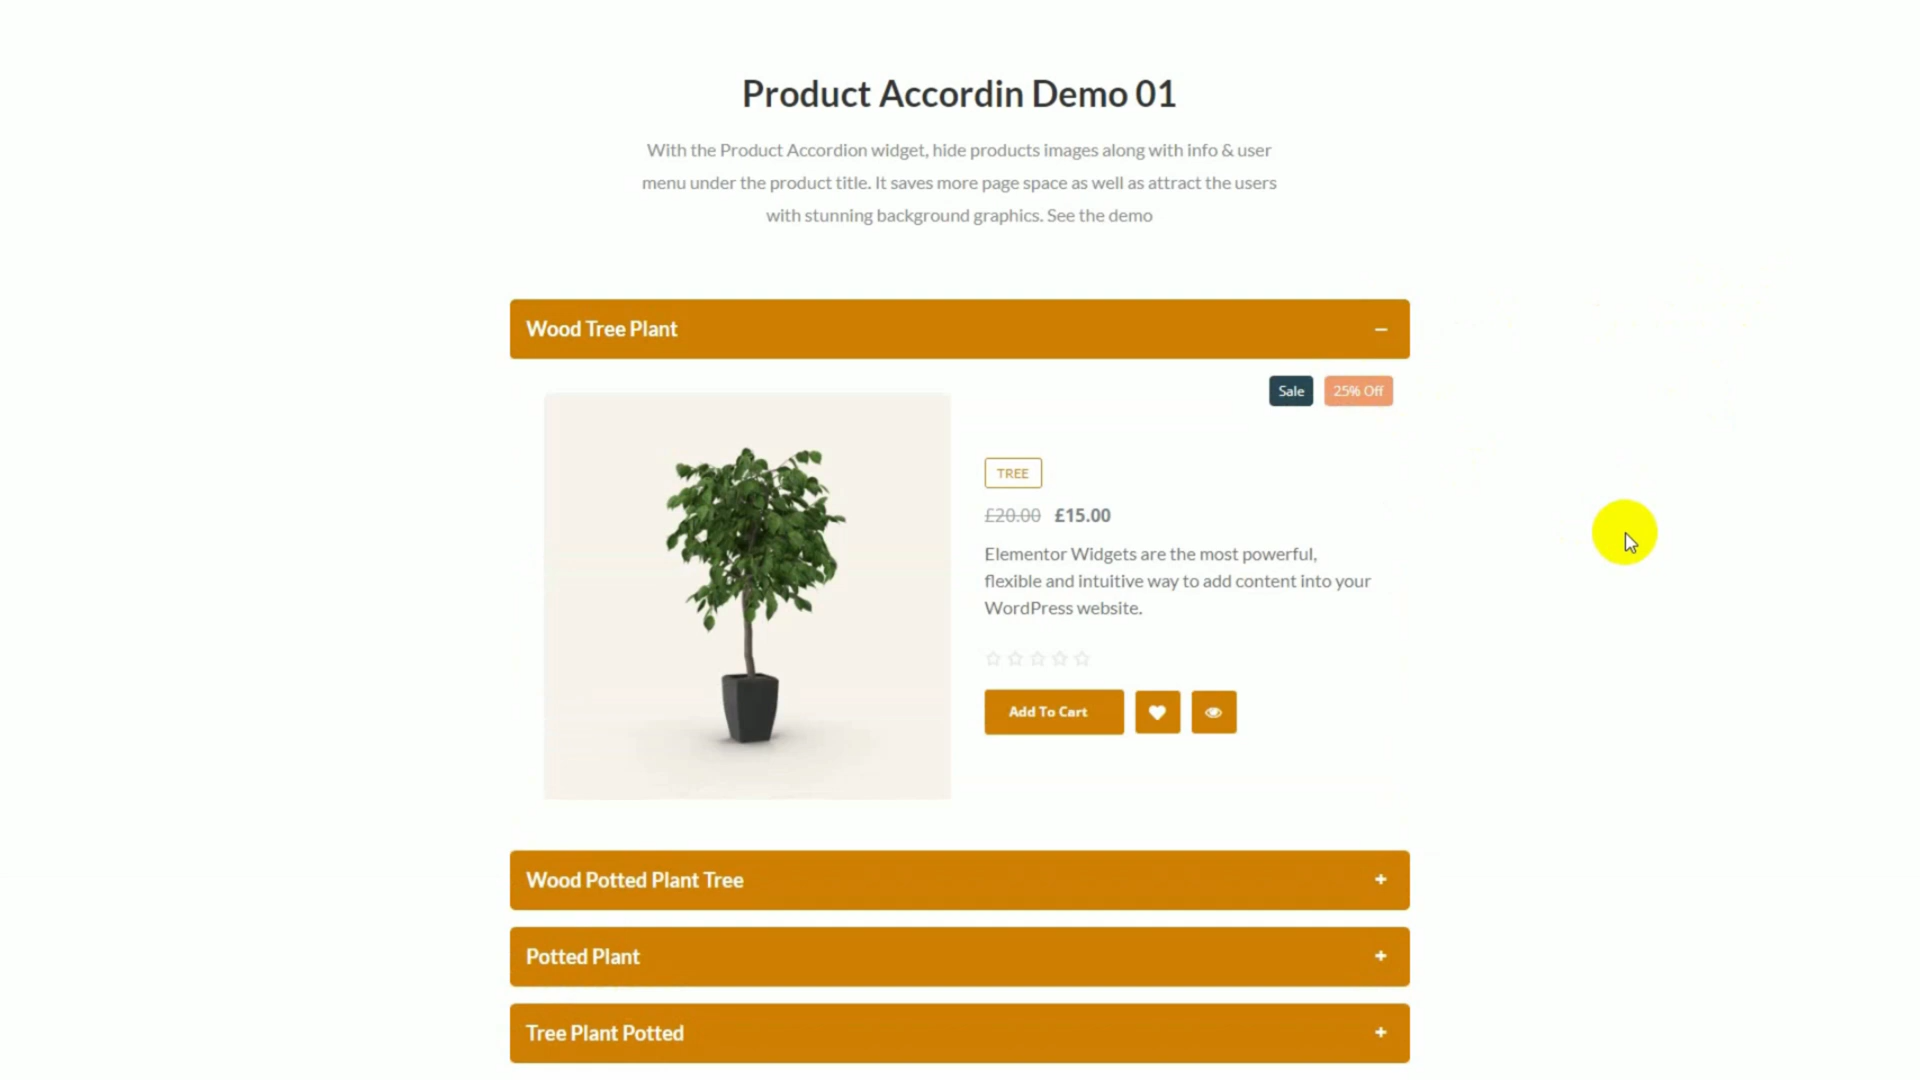 Product Accordin Demo 01
With the Product Accordion widget, hide products images along with info & user
menu under the product title. It saves more page space as well as attract the users
with stunning background graphics. See the demo
Wood Tree Plant
Sale 25% Off
TREE
£20.00 £15.00
Elementor Widgets are the most powerful,
flexible and intuitive way to add content into your
WordPress website.
Add To Cart
Wood Potted Plant Tree
Potted Plant
Tree Plant Potted